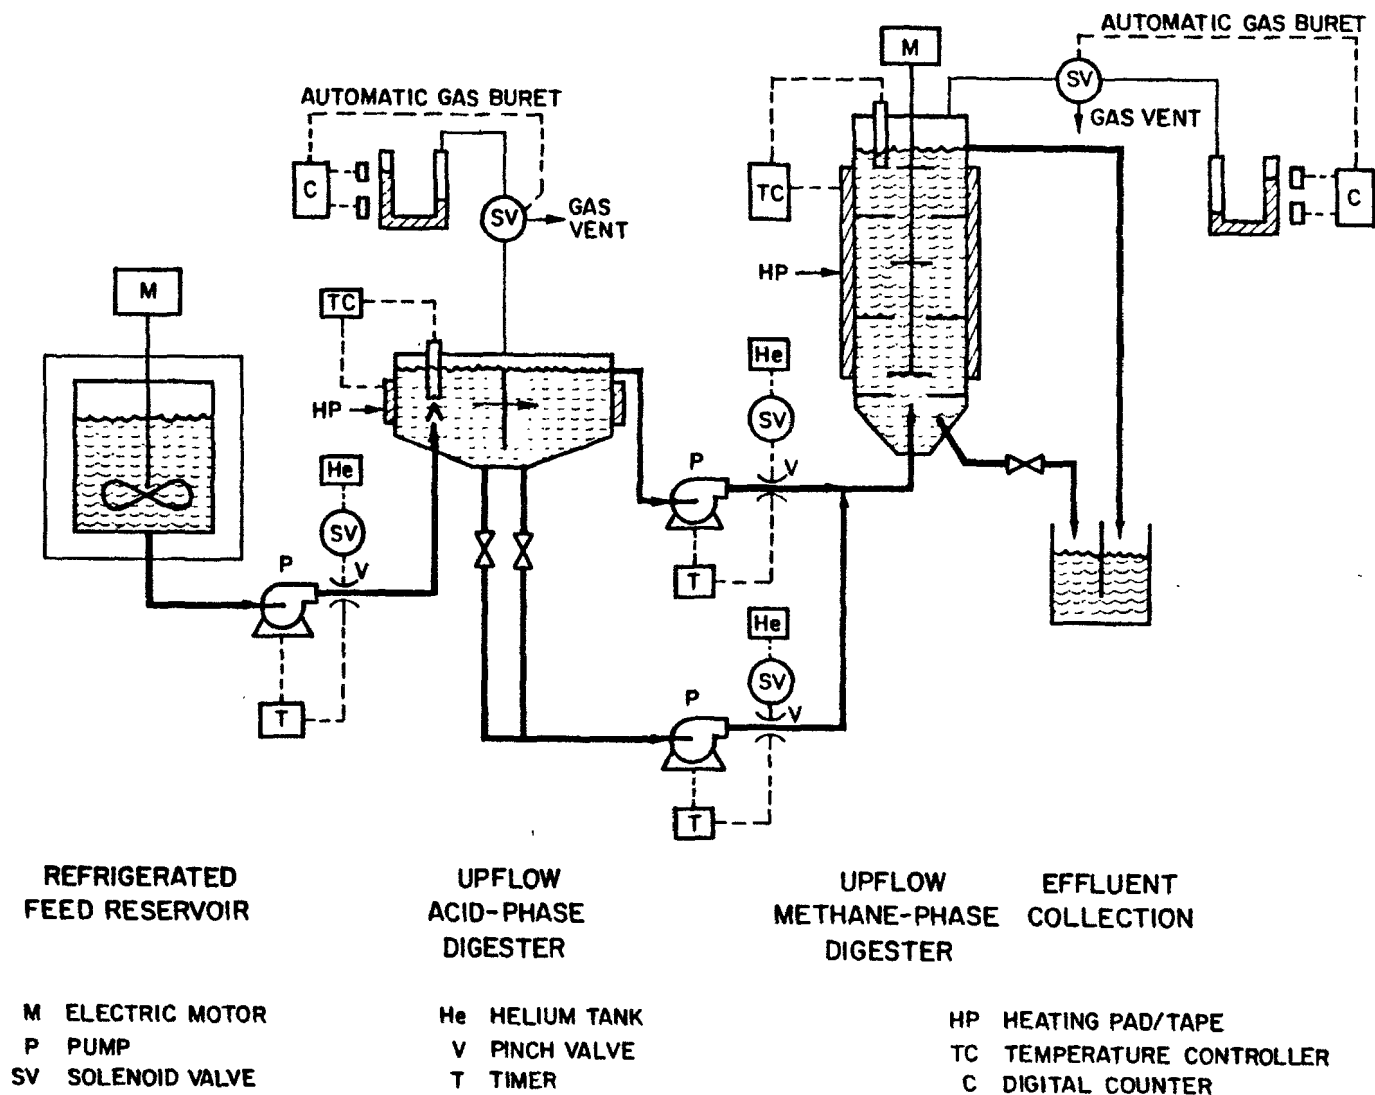 AUTOMATIC GAS BURET
M
SV
GAS VENT
AUTOMATIC GAS BURET
C
SV
GAS
VENT
TC
C
HP
M
TC
HP
He
SV
P
V
T
He
SV
P
V
T
He
SV
P
V
T
REFRIGERATED
FEED RESERVOIR
UPFLOW
ACID-PHASE
DIGESTER
UPFLOW
METHANE-PHASE
DIGESTER
EFFLUENT
COLLECTION
M ELECTRIC MOTOR
P PUMP
SV SOLENOID VALVE
He HELIUM TANK
V PINCH VALVE
T TIMER
HP HEATING PAD/TAPE
TC TEMPERATURE CONTROLLER
C DIGITAL COUNTER